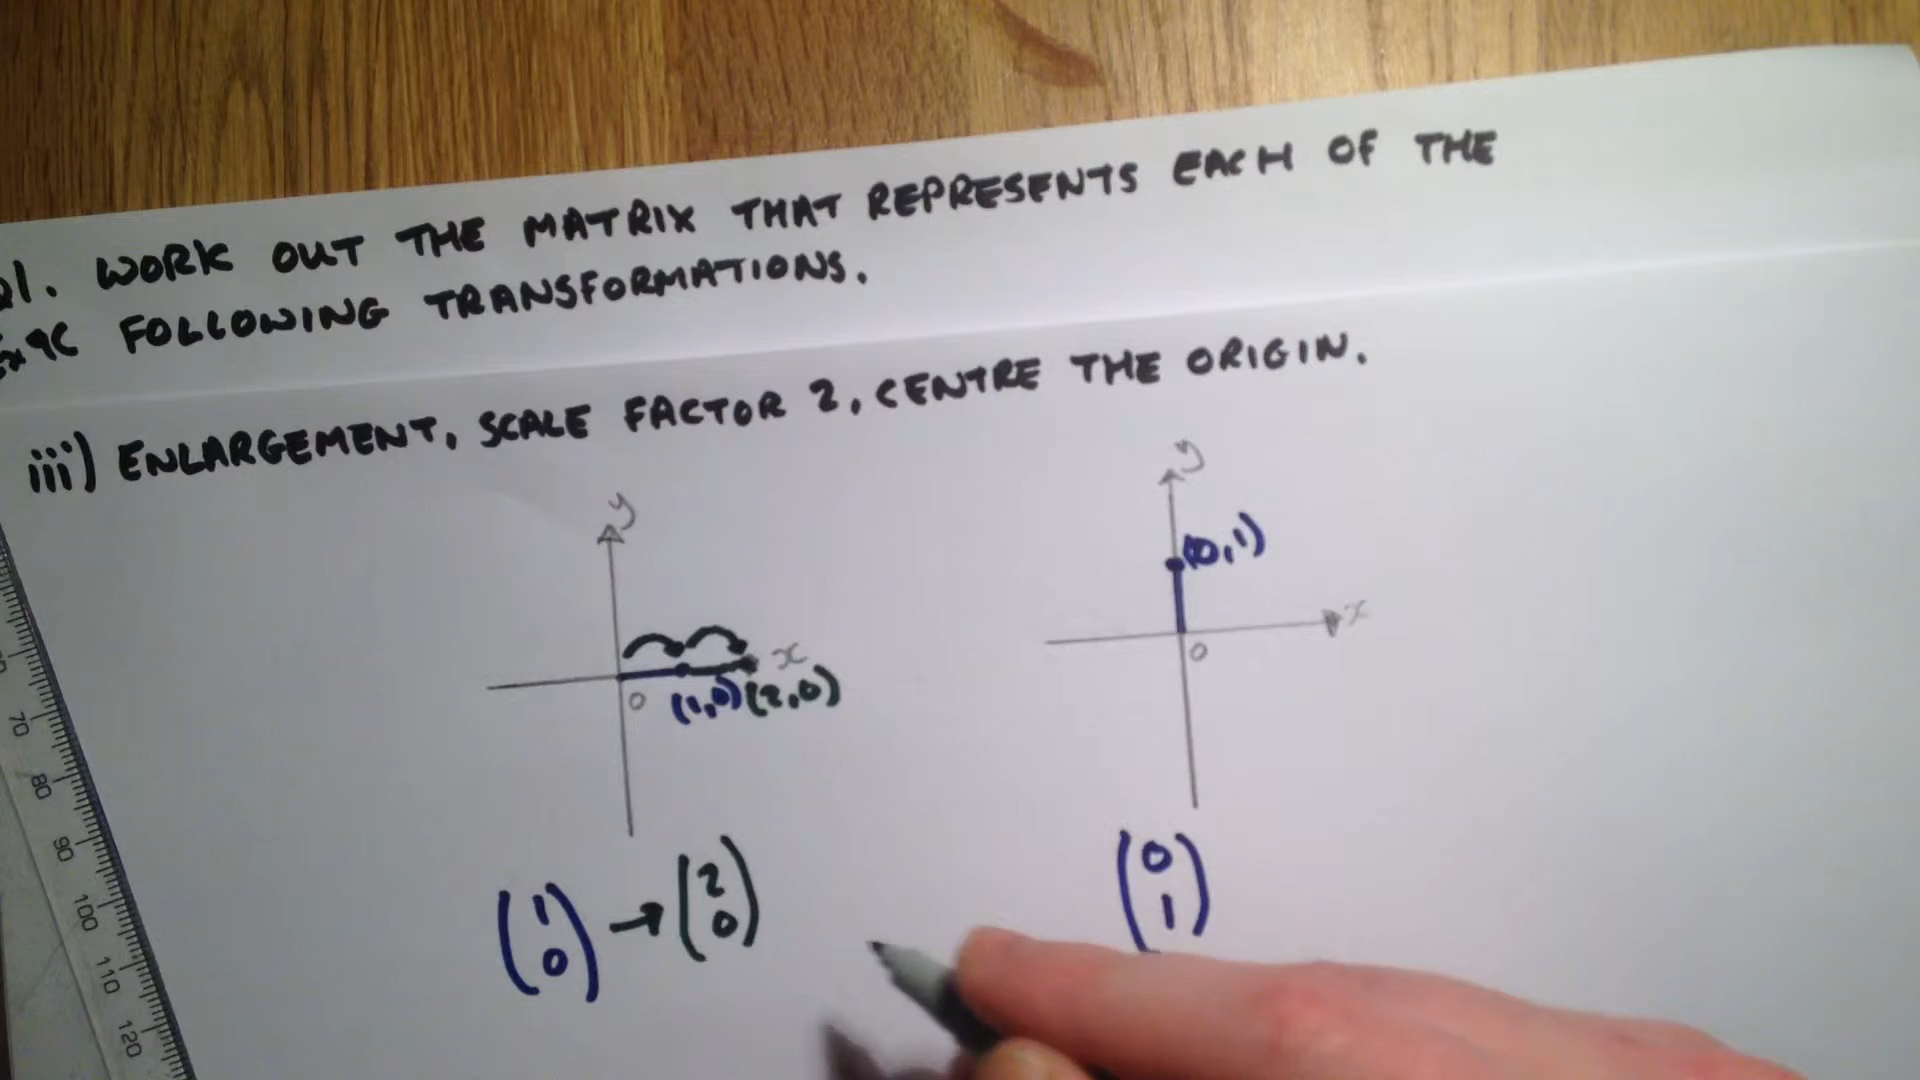 Q1. WORK OUT THE MATRIX THAT REPRESENTS EACH OF THE
Ex 9C FOLLOWING TRANSFORMATIONS.
iii) ENLARGEMENT, SCALE FACTOR 2, CENTRE THE ORIGIN.
y
x
0
(1,0) (2,0)
y
(0,1)
x
0
(1 0) → (2 0)
(0 1)
70
80
90
100
110
120